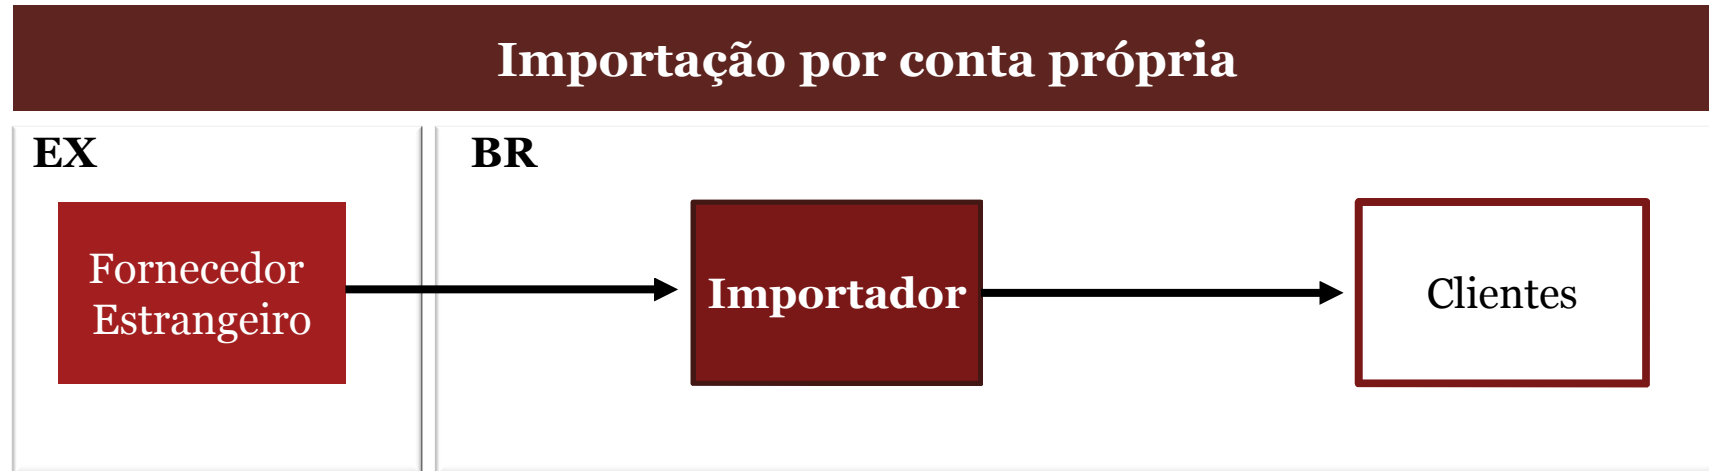 Importação por conta própria
EX
BR
Fornecedor
Estrangeiro
Importador
Clientes